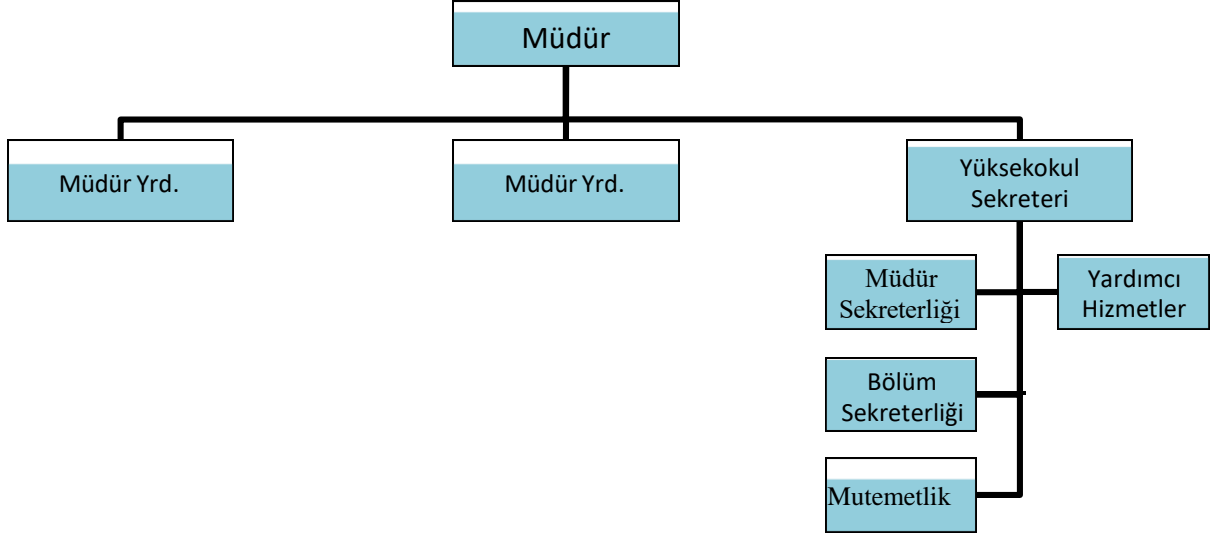 Müdür
Müdür Yrd.
Müdür Yrd.
Yüksekokul
Sekreteri
Müdür
Sekreterliği
Yardımcı
Hizmetler
Bölüm
Sekreterliği
Mutemetlik